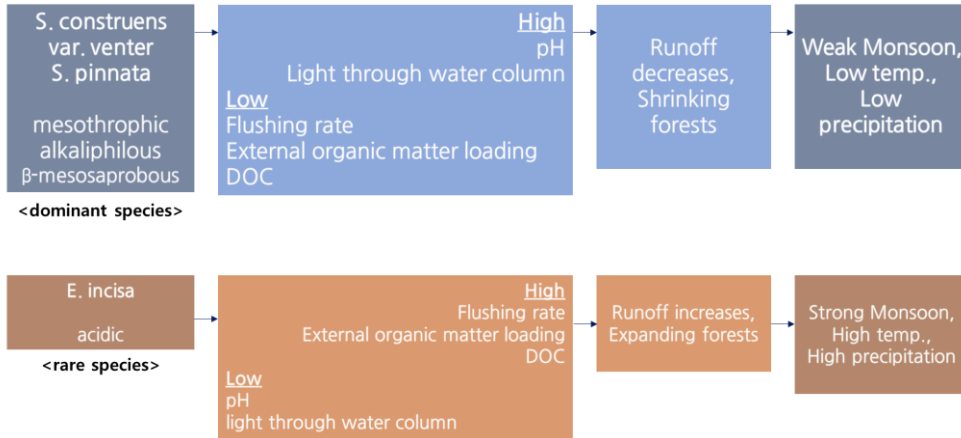 S. construens
var. venter
S. pinnata
mesothrophic
alkaliphilous
β-mesosaprobous
<dominant species>
High
pH
Light through water column
Low
Flushing rate
External organic matter loading
DOC
Runoff
decreases,
Shrinking
forests
Weak Monsoon,
Low temp.,
Low
precipitation
E. incisa
acidic
<rare species>
High
Flushing rate
External organic matter loading
DOC
Low
pH
light through water column
Runoff increases,
Expanding forests
Strong Monsoon,
High temp.,
High precipitation